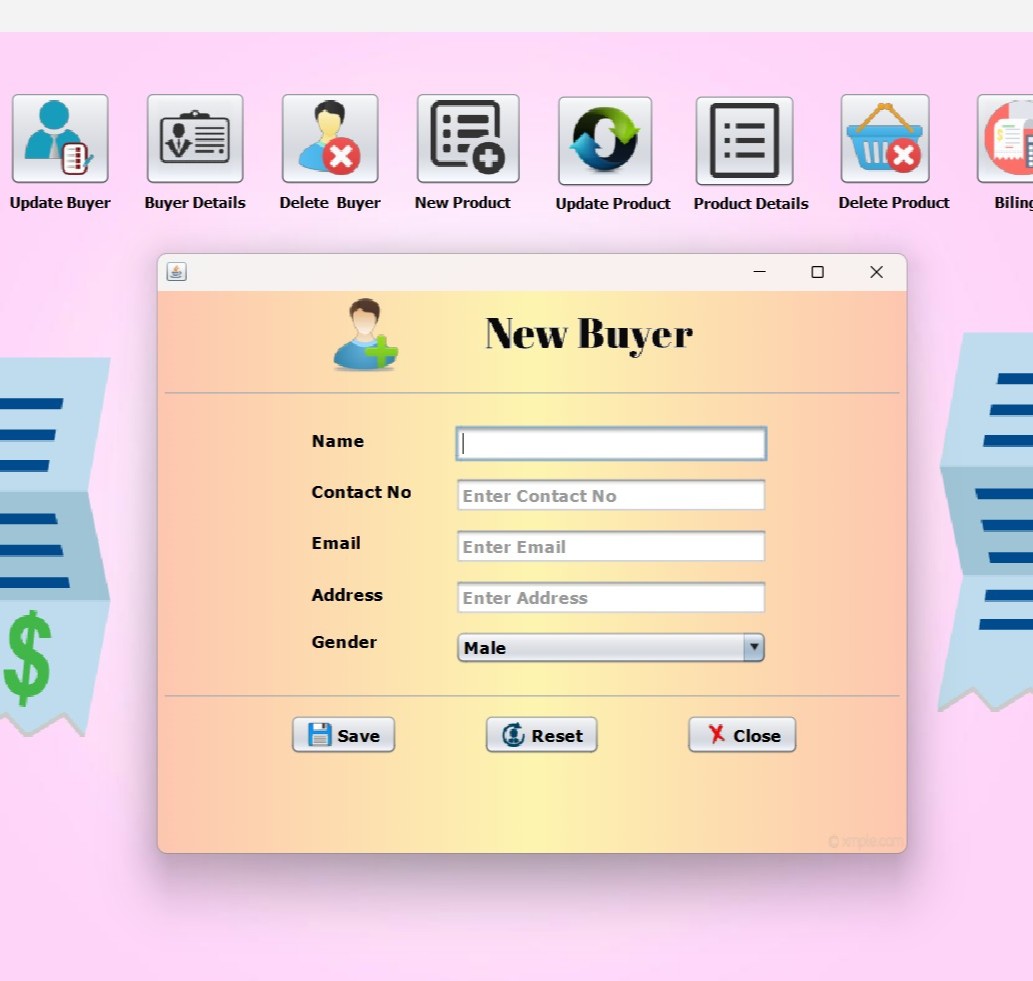 Update Buyer
Buyer Details
Delete Buyer
New Product
Update Product
Product Details
Delete Product
Biling
New Buyer
Name
Contact No
Enter Contact No
Email
Enter Email
Address
Enter Address
Gender
Male
Save
Reset
Close
© xmple.com